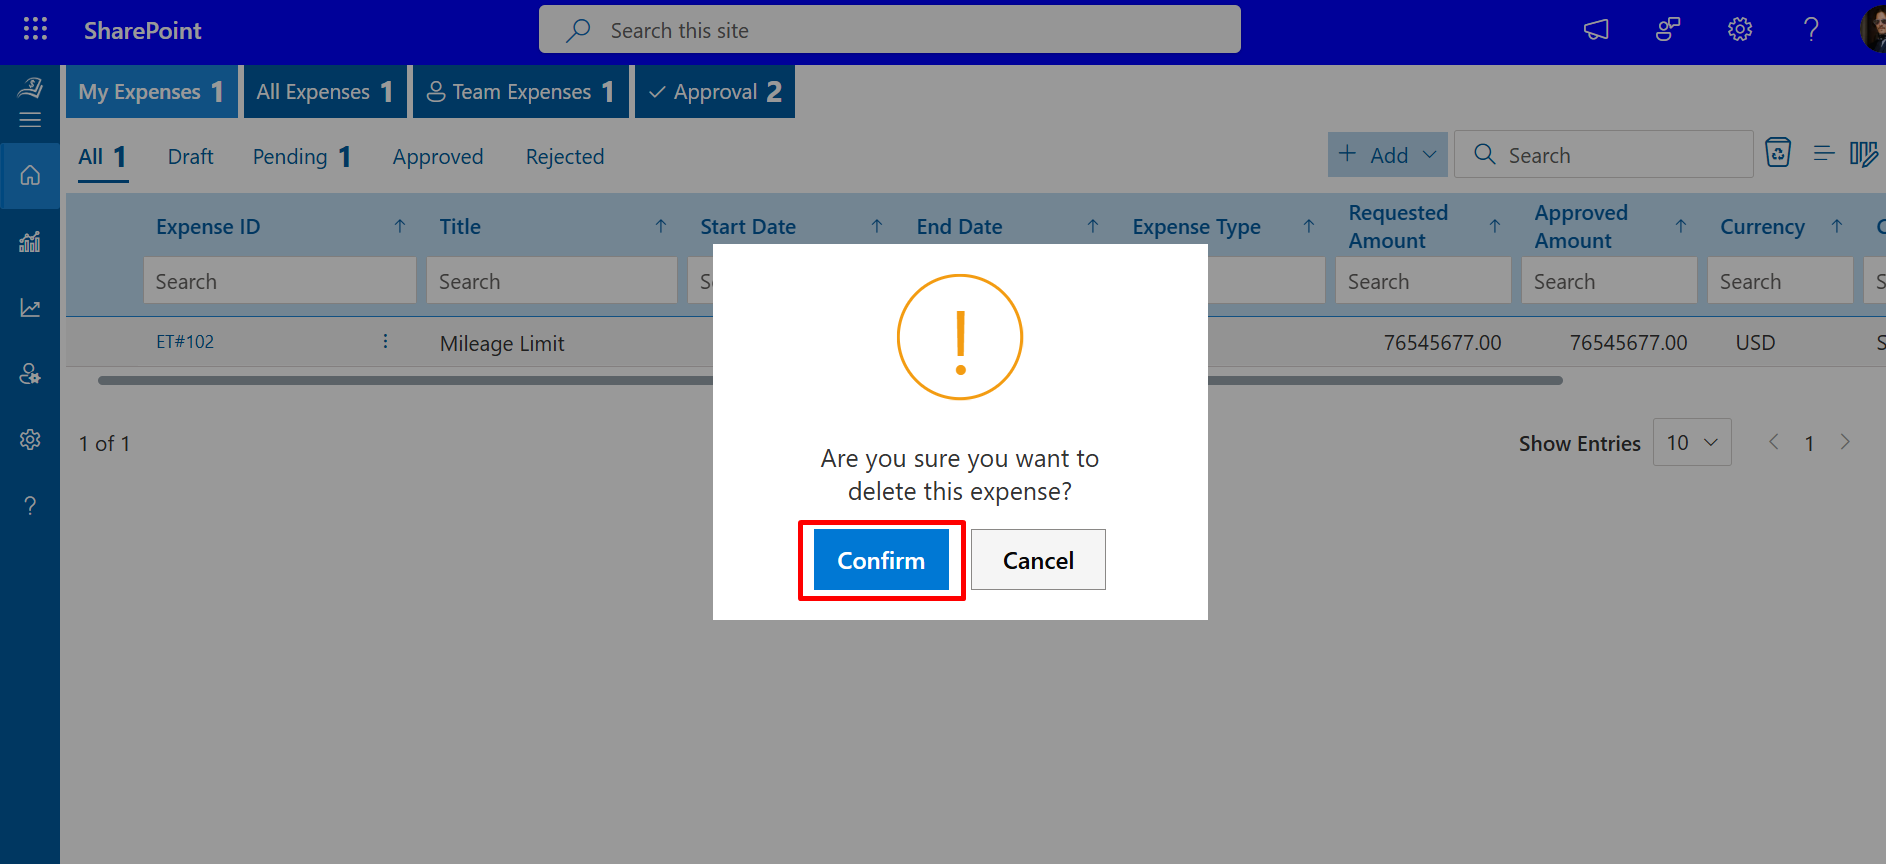 SharePoint
Search this site
My Expenses 1
All Expenses 1
Team Expenses 1
Approval 2
All 1
Draft
Pending 1
Approved
Rejected
Add
Search
Expense ID
Title
Start Date
End Date
Expense Type
Requested Amount
Approved Amount
Currency
Search
Search
Search
Search
Search
ET#102
Mileage Limit
76545677.00
76545677.00
USD
1 of 1
Show Entries
10
1
Are you sure you want to
delete this expense?
Confirm
Cancel